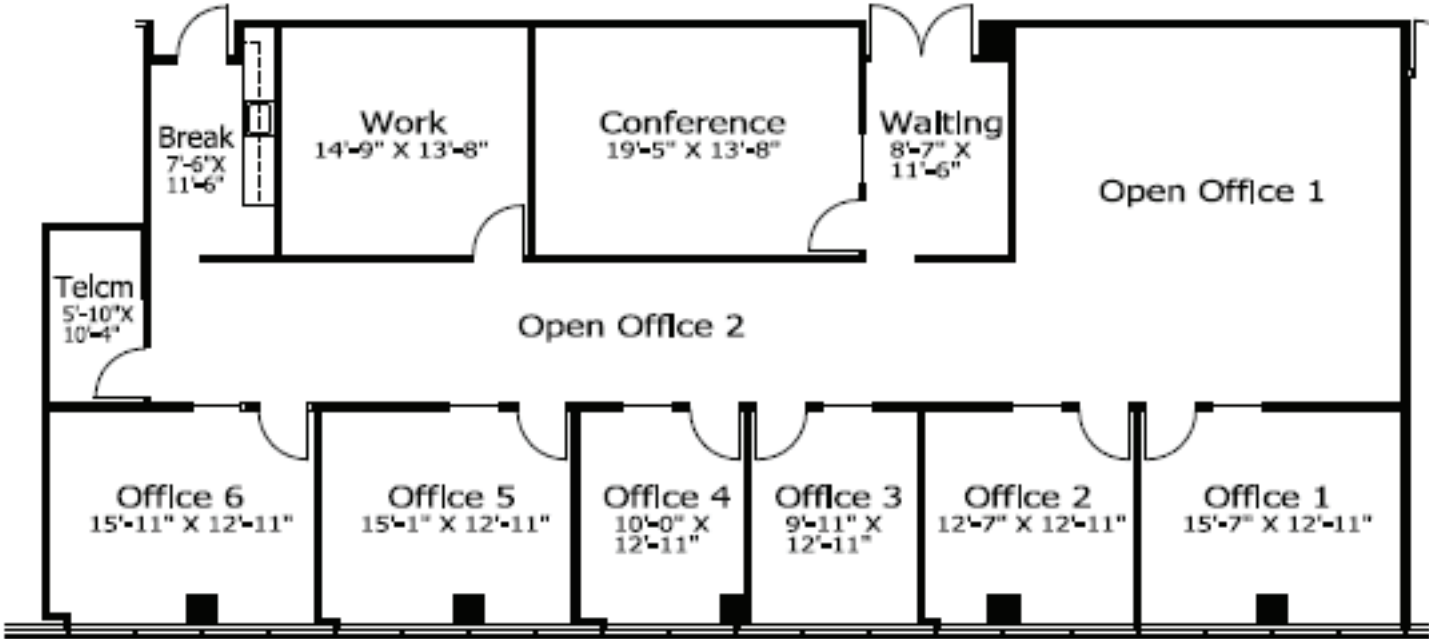 Break
7'-6"X
11'-6"
Work
14'-9" X 13'-8"
Conference
19'-5" X 13'-8"
Waiting
8'-7" X
11'-6"
Open Office 1
Telcm
5'-10"X
10'-4"
Open Office 2
Office 6
15'-11" X 12'-11"
Office 5
15'-1" X 12'-11"
Office 4
10'-0" X
12'-11"
Office 3
9'-11" X
12'-11"
Office 2
12'-7" X 12'-11"
Office 1
15'-7" X 12'-11"